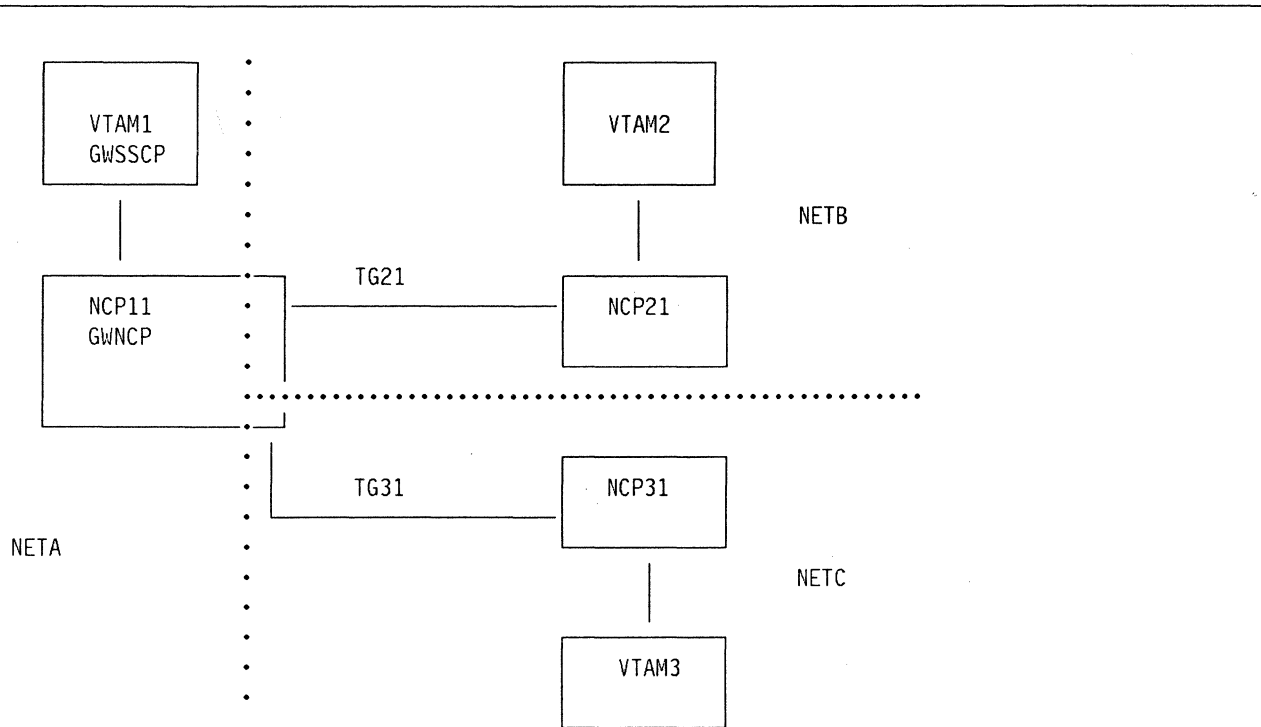 VTAM1
GWSSCP
VTAM2
NETB
TG21
NCP11
GWNCP
NCP21
TG31
NCP31
NETA
NETC
VTAM3